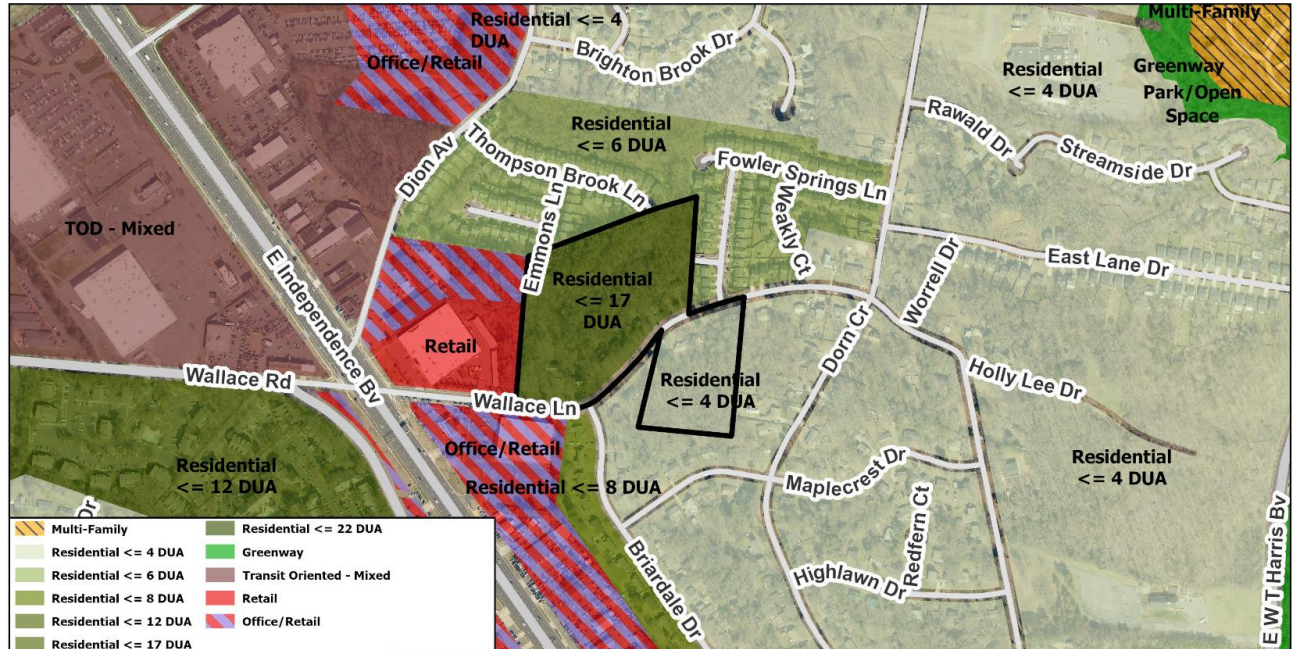 Residential <= 4
DUA
Office/Retail
Brighton Brook Dr
Multi-Family
Greenway
Park/Open
Space
Residential
<= 4 DUA
Rawald Dr
Streamside Dr
Residential
<= 6 DUA
Dion Av
Thompson Brook Ln
Fowler Springs Ln
Emmons Ln
Weakly Ct
TOD - Mixed
E Independence Bv
Worrell Dr
East Lane Dr
Residential
<= 17
DUA
Retail
Dorn Cr
Wallace Rd
Wallace Ln
Residential
<= 4 DUA
Holly Lee Dr
Office/Retail
Residential <= 8 DUA
Maplecrest Dr
Residential
<= 4 DUA
Residential
<= 12 DUA
Dr
Redfern Ct
Highlawn Dr
Briardale Dr
E W T Harris Bv
Multi-Family
Residential <= 4 DUA
Residential <= 6 DUA
Residential <= 8 DUA
Residential <= 12 DUA
Residential <= 17 DUA
Residential <= 22 DUA
Greenway
Transit Oriented - Mixed
Retail
Office/Retail